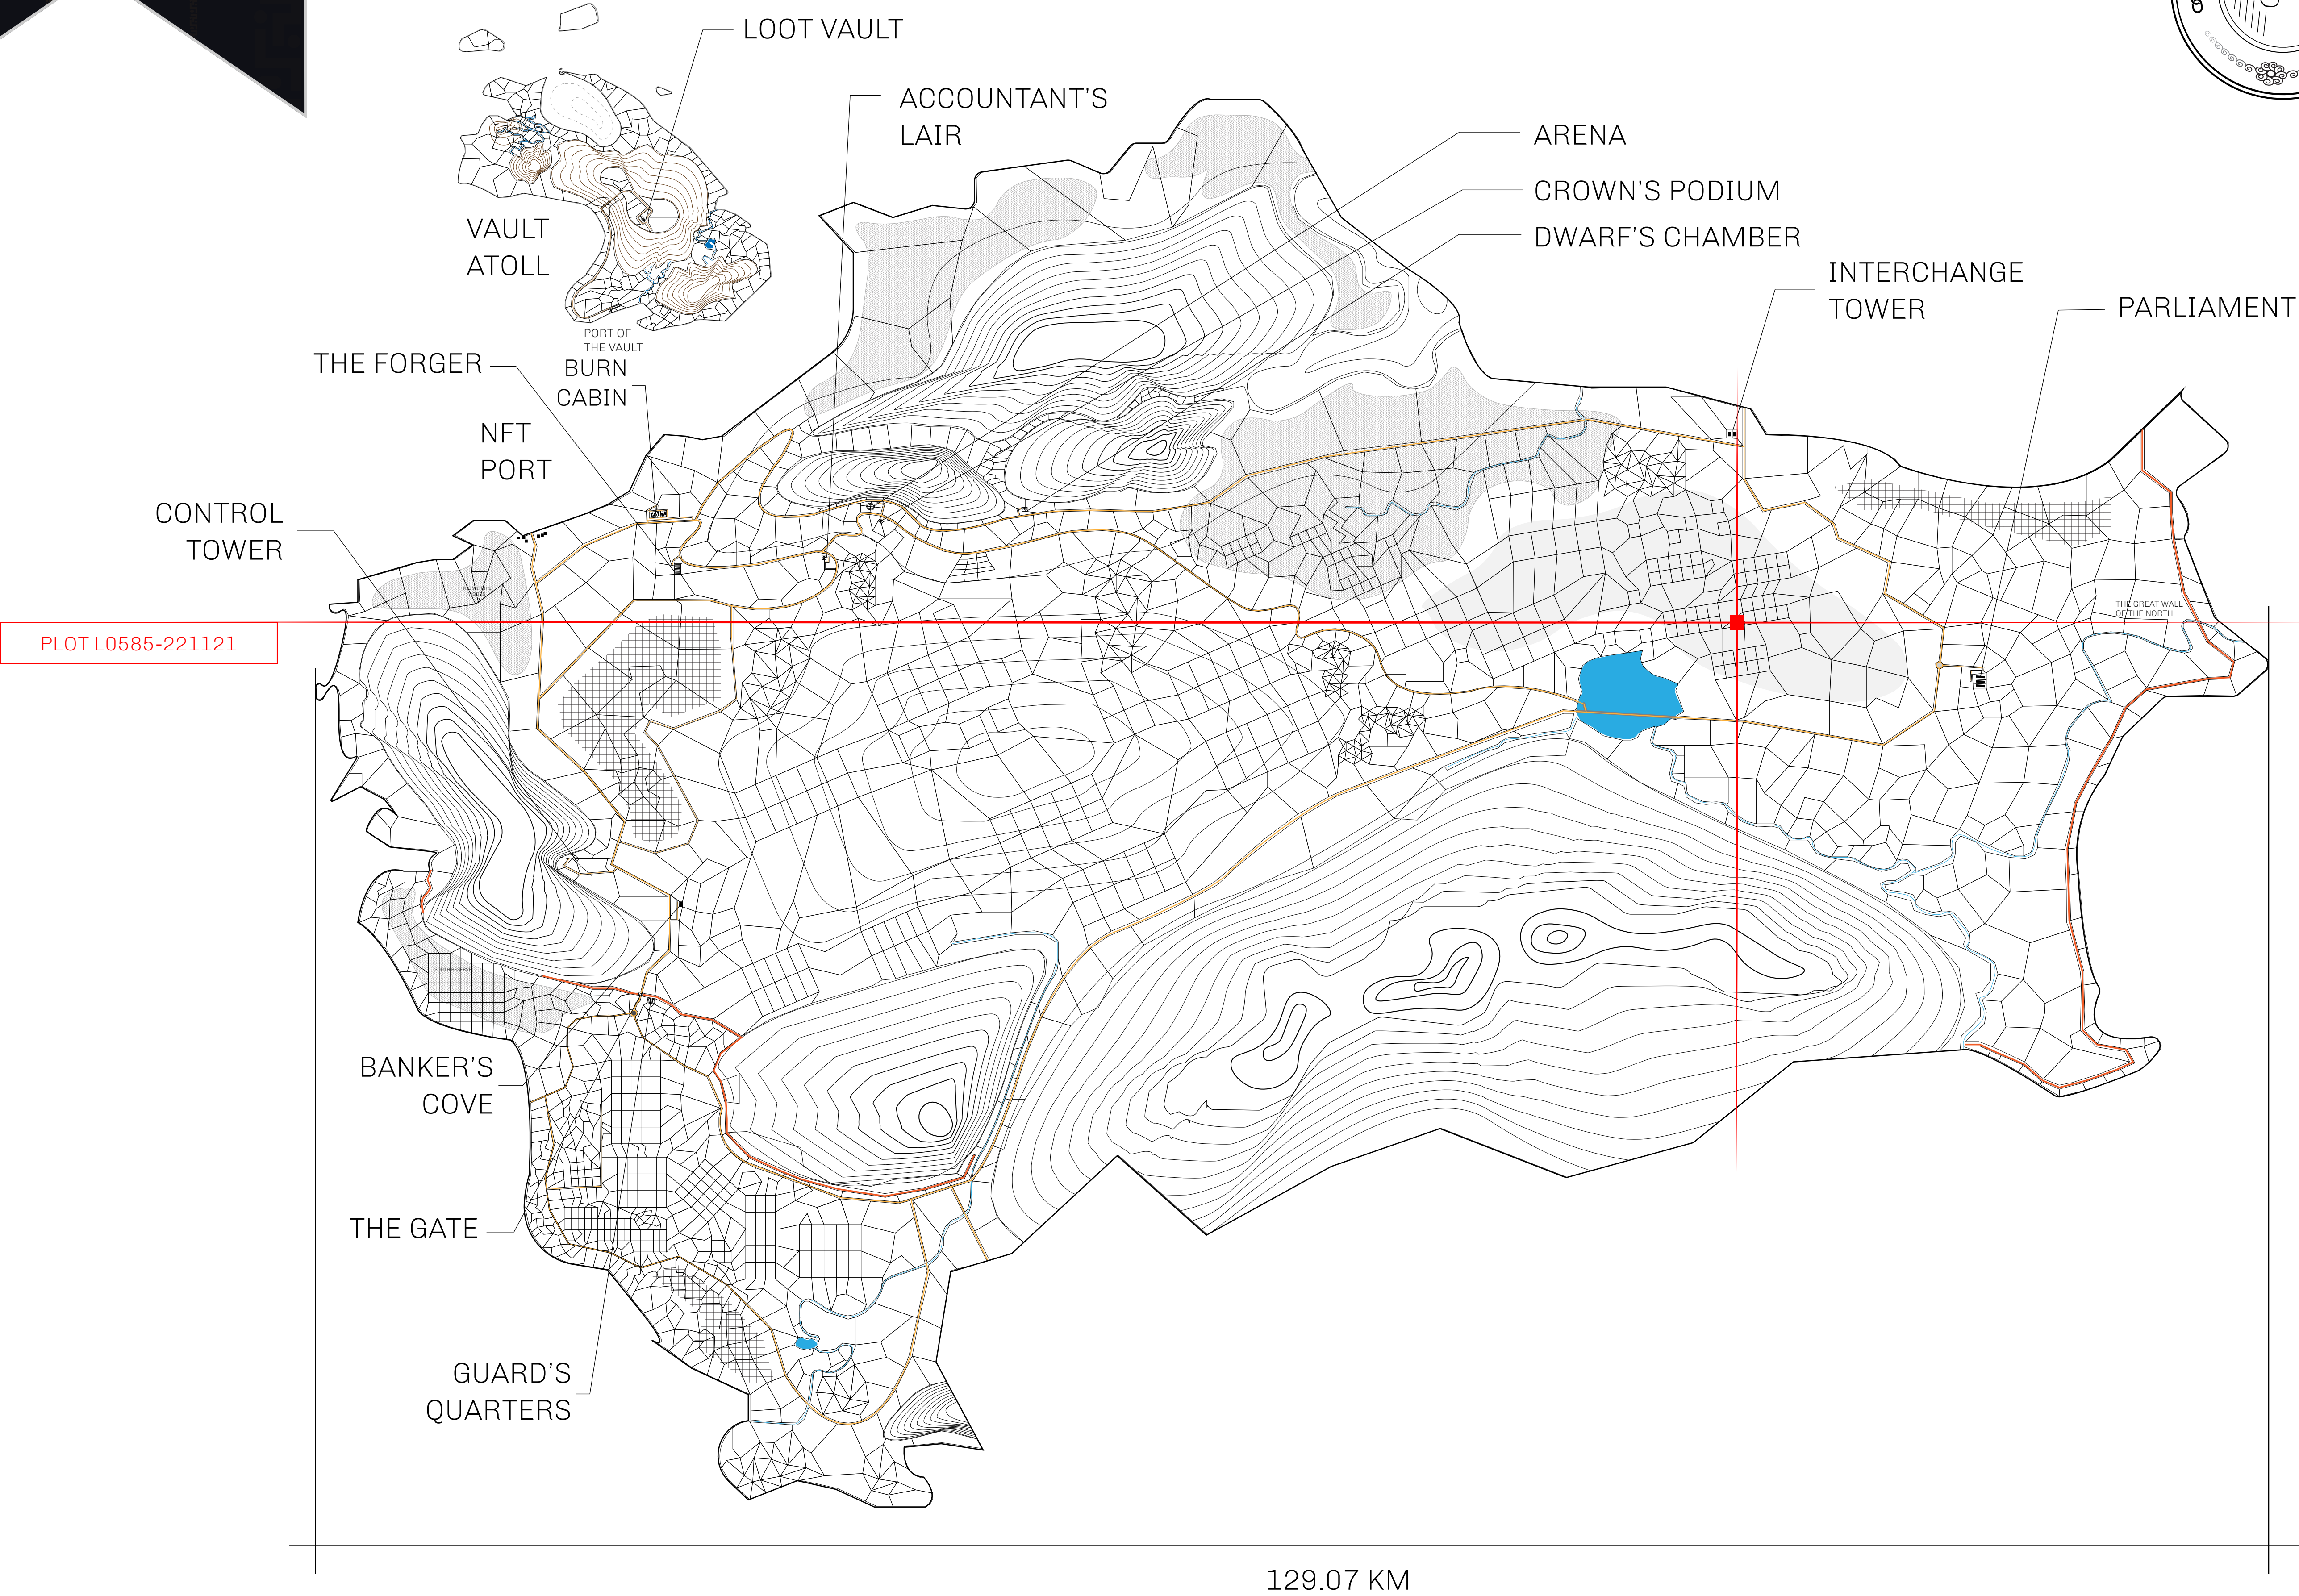 LOOT VAULT
ACCOUNTANT'S
LAIR
ARENA
CROWN'S PODIUM
DWARF'S CHAMBER
VAULT
ATOLL
INTERCHANGE
TOWER
PARLIAMENT
PORT OF
THE VAULT
THE FORGER
BURN
CABIN
NFT
PORT
CONTROL
TOWER
THE GREAT WALL
OF THE NORTH
PLOT L0585-221121
SOUTH RESERVE
BANKER'S
COVE
THE GATE
GUARD'S
QUARTERS
129.07 KM